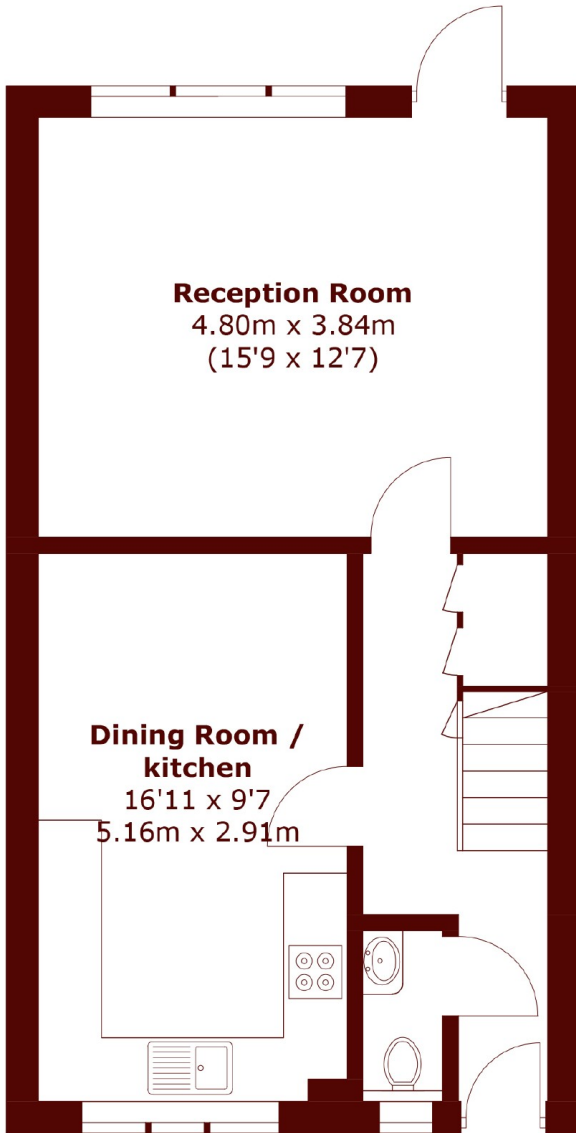 Reception Room
4.80m x 3.84m
(15'9 x 12'7)
Dining Room /
kitchen
16'11 x 9'7
5.16m x 2.91m